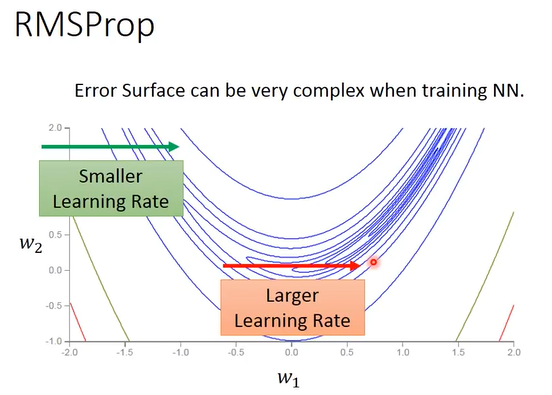 RMSProp
Error Surface can be very complex when training NN.
2.0
Smaller
Learning Rate
w₂
0.5
0.0
-0.5
-1.0
Larger
Learning Rate
-2.0 -1.5 -1.0 -0.5 0.0 0.5 1.0 1.5 2.0
w₁